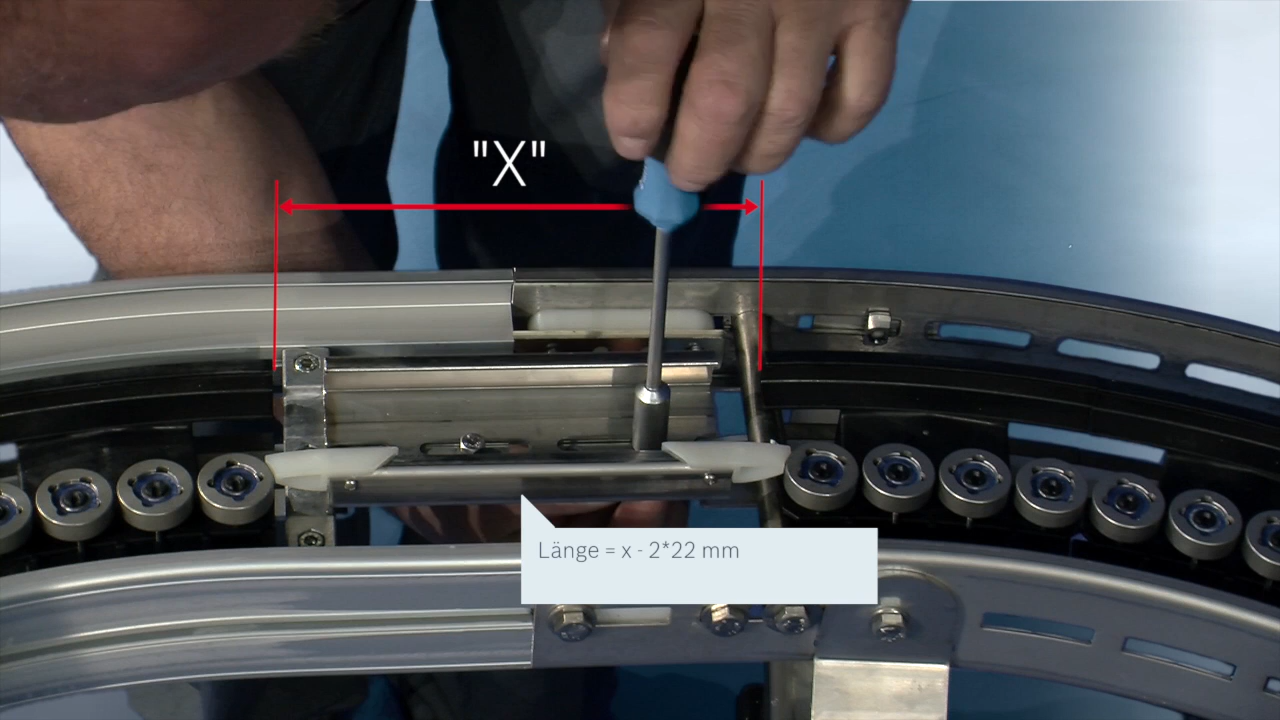 "X"
Länge = x - 2*22 mm